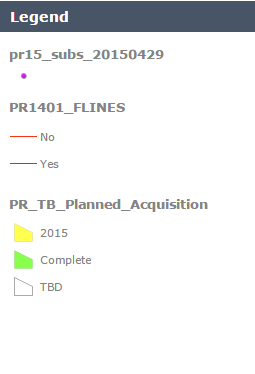 Legend
pr15_subs_20150429
PR1401_FLINES
No
Yes
PR_TB_Planned_Acquisition
2015
Complete
TBD